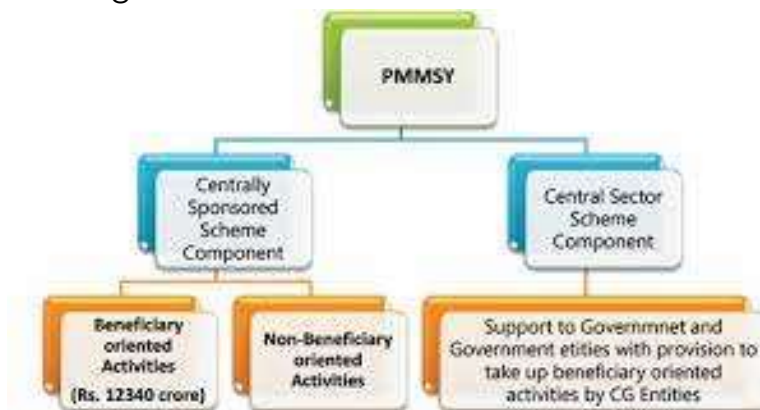 PMMSY
Centrally
Sponsored
Scheme
Component
Central Sector
Scheme
Component
Beneficiary
oriented
Activities
(Rs. 12340 crore)
Non-Beneficiary
oriented
Activities
Support to Governmnet and
Government etities with provision to
take up beneficiary oriented
activities by CG Entities